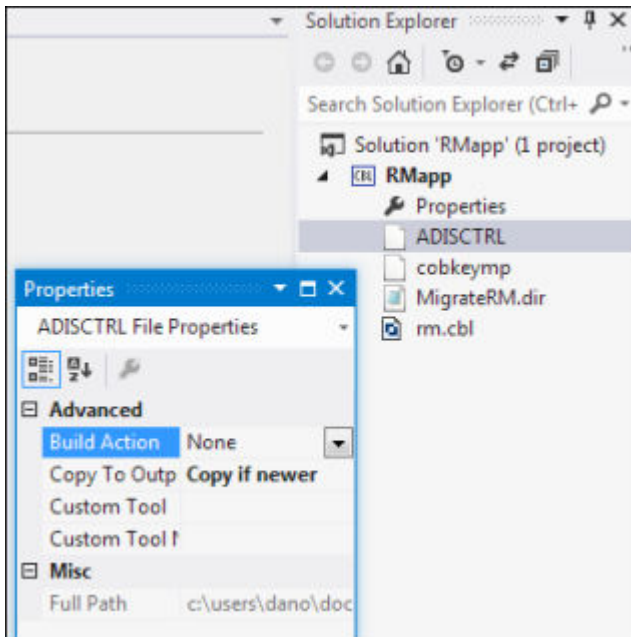 Solution Explorer
Search Solution Explorer (Ctrl+
Solution 'RMapp' (1 project)
CBL RMapp
Properties
ADISCTRL
cobkeymp
MigrateRM.dir
rm.cbl
Properties
ADISCTRL File Properties
Advanced
Build Action None
Copy To Outp Copy if newer
Custom Tool
Custom Tool N
Misc
Full Path c:\users\dano\doc